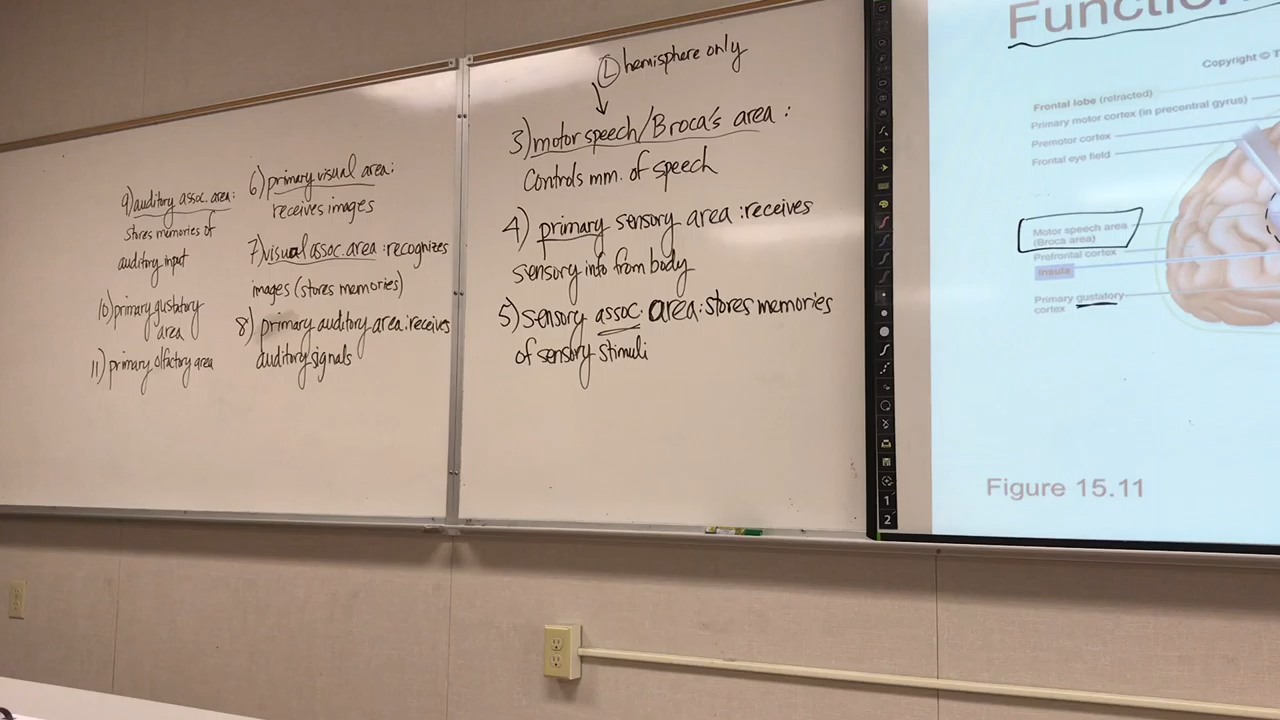 9) auditory assoc. area:
stores memories of
auditory input
10) primary gustatory
area
11) primary olfactory area
6) primary visual area:
receives images
7) visual assoc. area: recognizes
images (stores memories)
8) primary auditory area: receives
auditory signals
L hemisphere only
3) motor speech/Broca's area:
Controls mm. of speech
4) primary sensory area: receives
sensory info from body
5) sensory assoc. area: stores memories
of sensory stimuli
Function
Copyright © T
Frontal lobe (retracted)
Primary motor cortex (in precentral gyrus)
Premotor cortex
Frontal eye field
Motor speech area
(Broca area)
Prefrontal cortex
Insula
Primary gustatory
cortex
Figure 15.11
1
2